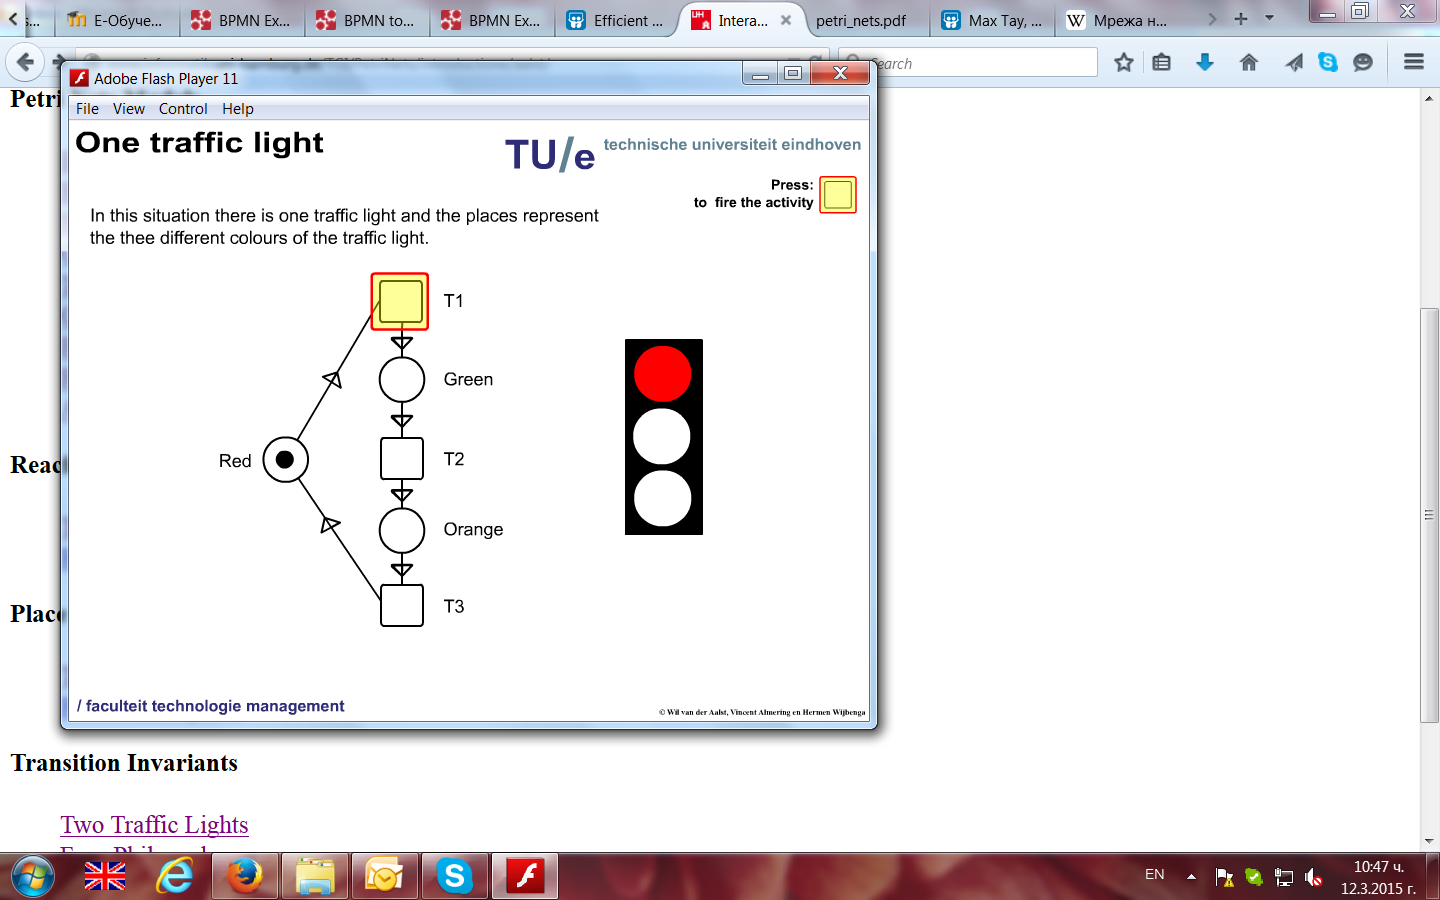 s...
Е-Обуче...
BPMN Ex...
BPMN to...
BPMN Ex...
Efficient ...
Intera...
petri_nets.pdf
Max Tay, ...
Мрежа н...
Search
Petri
Adobe Flash Player 11
File View Control Help
One traffic light
TU/e technische universiteit eindhoven
Press:
to fire the activity
In this situation there is one traffic light and the places represent
the thee different colours of the traffic light.
T1
Green
Red
T2
Orange
T3
Reac
Place
/ faculteit technologie management
© Wil van der Aalst, Vincent Almering en Hermen Wijbenga
Transition Invariants
Two Traffic Lights
EN
10:47 ч.
12.3.2015 г.